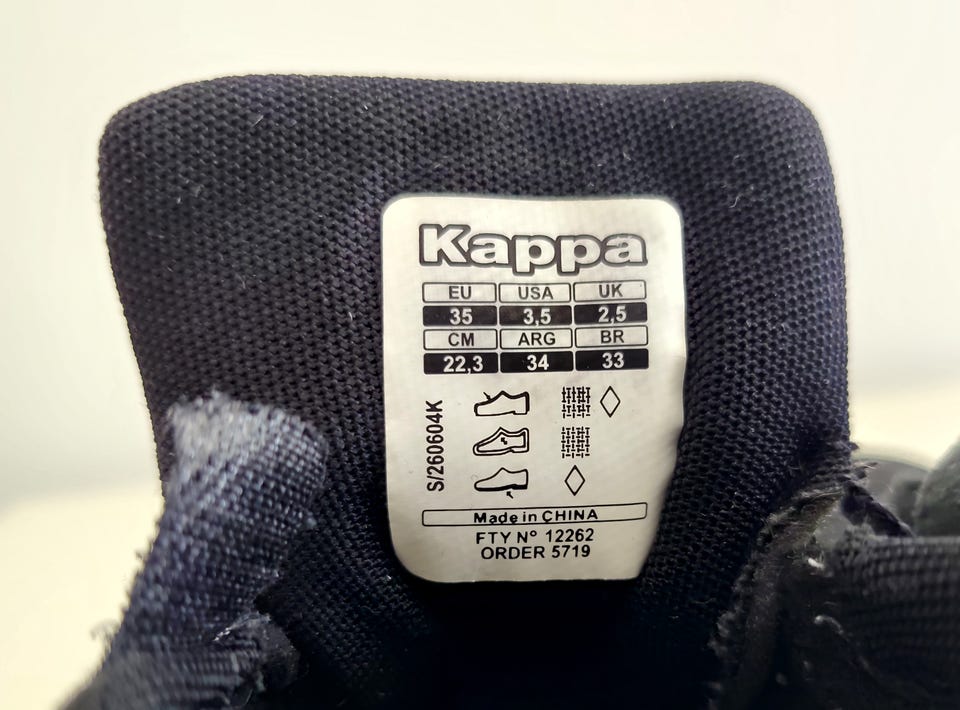 Kappa
EU USA UK
35 3,5 2,5
CM ARG BR
22,3 34 33
S/260604K
Made in CHINA
FTY Nº 12262
ORDER 5719